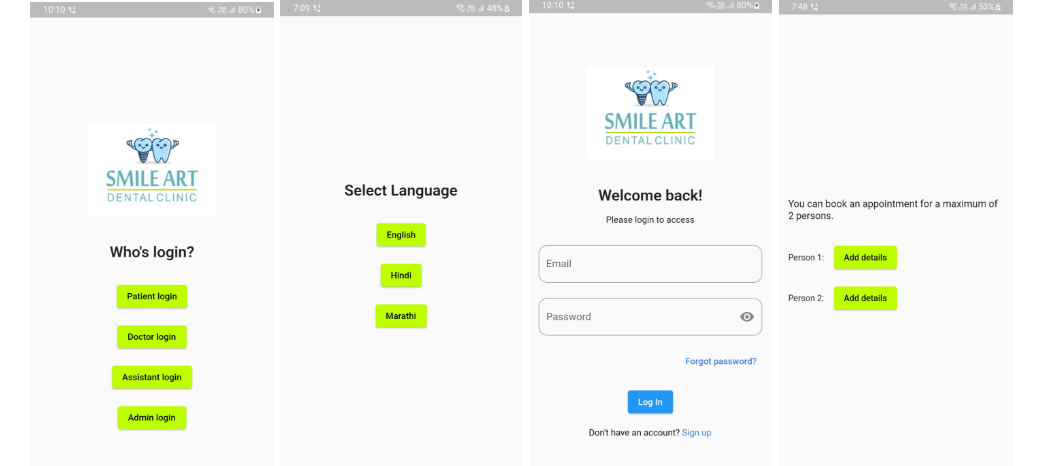 10:10
80%
SMILE ART
DENTAL CLINIC
Who's login?
Patient login
Doctor login
Assistant login
Admin login
7:09
48%
Select Language
English
Hindi
Marathi
10:10
80%
SMILE ART
DENTAL CLINIC
Welcome back!
Please login to access
Email
Password
Forgot password?
Log In
Don't have an account? Sign up
7:48
53%
You can book an appointment for a maximum of
2 persons.
Person 1: Add details
Person 2: Add details